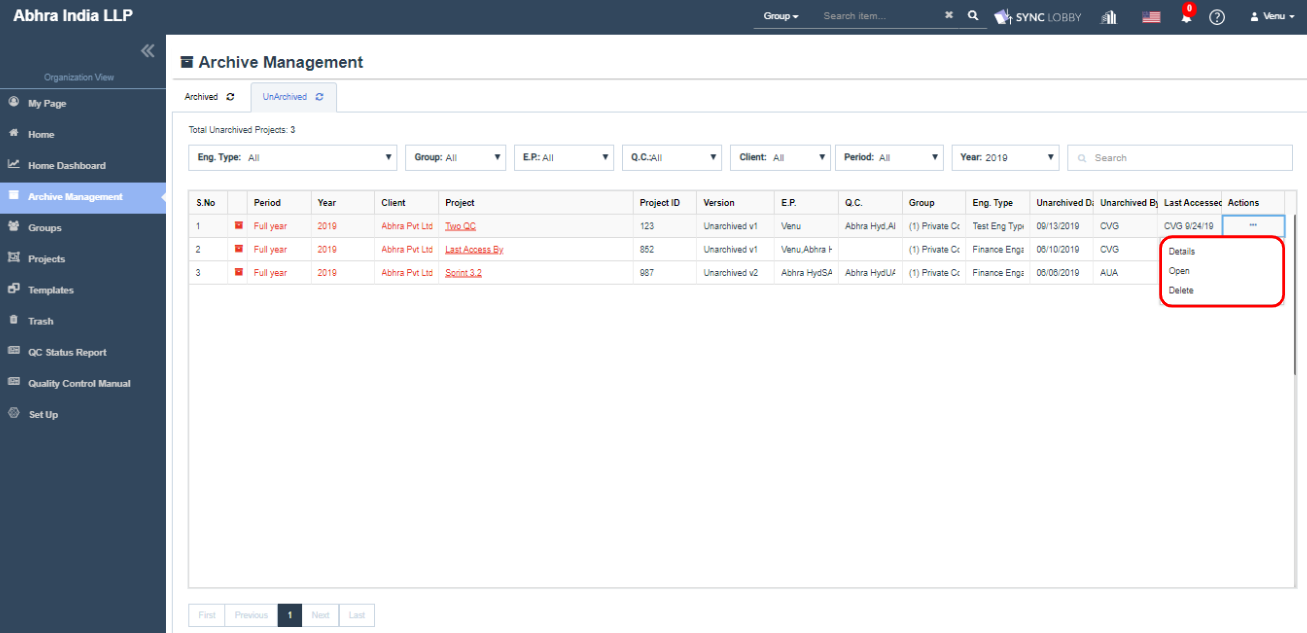 Abhra India LLP
Group
Search item...
SYNC LOBBY
0
Venu
Organization View
My Page
Home
Home Dashboard
Archive Management
Groups
Projects
Templates
Trash
QC Status Report
Quality Control Manual
Set Up
Archive Management
Archived
UnArchived
Total Unarchived Projects: 3
Eng. Type: All
Group: All
E.P.: All
Q.C.:All
Client: All
Period: All
Year: 2019
Search
S.No Period Year Client Project Project ID Version E.P. Q.C. Group Eng. Type Unarchived Da Unarchived By Last Accessed Actions
1 Full year 2019 Abhra Pvt Ltd Two QC 123 Unarchived v1 Venu Abhra Hyd,Al (1) Private Co Test Eng Type 09/13/2019 CVG CVG 9/24/19 ...
2 Full year 2019 Abhra Pvt Ltd Last Access By 852 Unarchived v1 Venu,Abhra H (1) Private Co Finance Enga 06/10/2019 CVG
3 Full year 2019 Abhra Pvt Ltd Sprint 3.2 987 Unarchived v2 Abhra HydSA Abhra HydUA (1) Private Co Finance Enga 06/06/2019 AUA
Details
Open
Delete
First Previous 1 Next Last